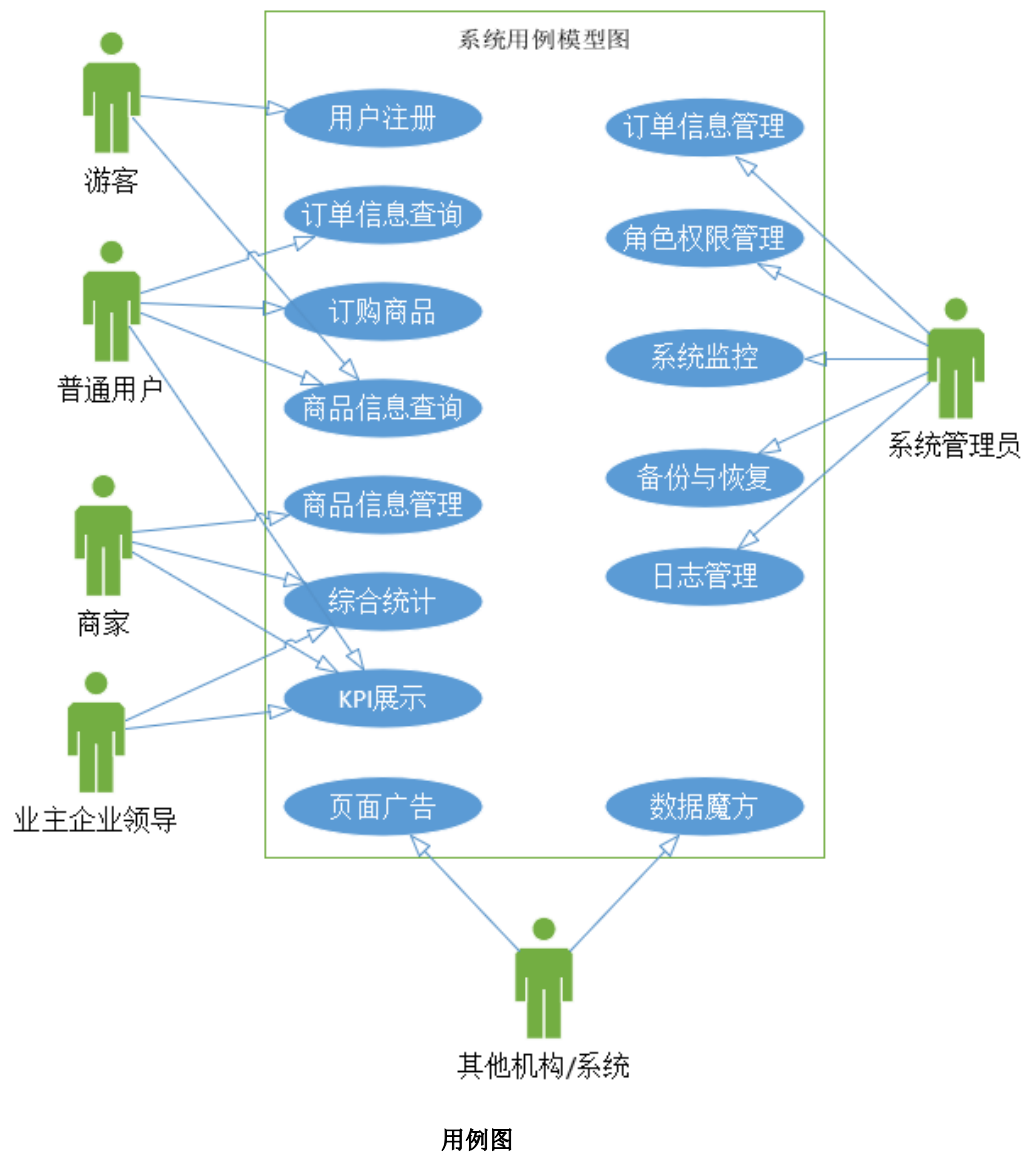 系统用例模型图
用户注册
订单信息管理
游客
订单信息查询
角色权限管理
订购商品
普通用户
系统监控
商品信息查询
系统管理员
商品信息管理
备份与恢复
商家
综合统计
日志管理
KPI展示
业主企业领导
页面广告
数据魔方
其他机构/系统
用例图